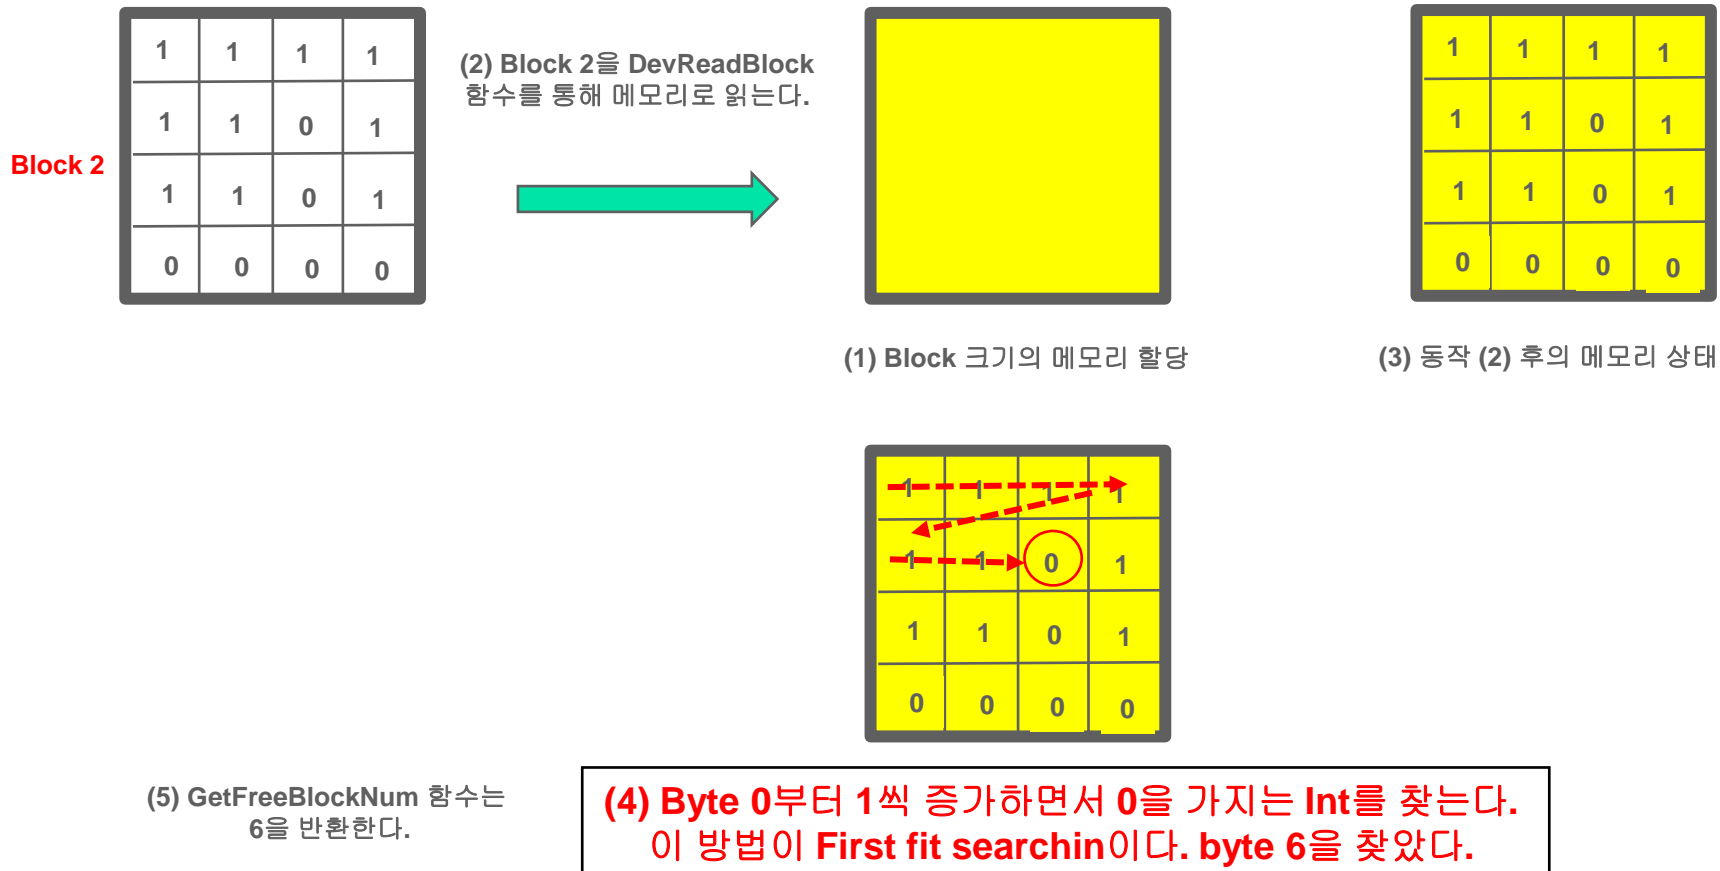 Block 2
1 1 1 1
1 1 0 1
1 1 0 1
0 0 0 0
(2) Block 2을 DevReadBlock
함수를 통해 메모리로 읽는다.
(1) Block 크기의 메모리 할당
1 1 1 1
1 1 0 1
1 1 0 1
0 0 0 0
(3) 동작 (2) 후의 메모리 상태
1 1 1 1
1 1 0 1
1 1 0 1
0 0 0 0
(4) Byte 0부터 1씩 증가하면서 0을 가지는 Int를 찾는다.
이 방법이 First fit searchin이다. byte 6을 찾았다.
(5) GetFreeBlockNum 함수는
6을 반환한다.